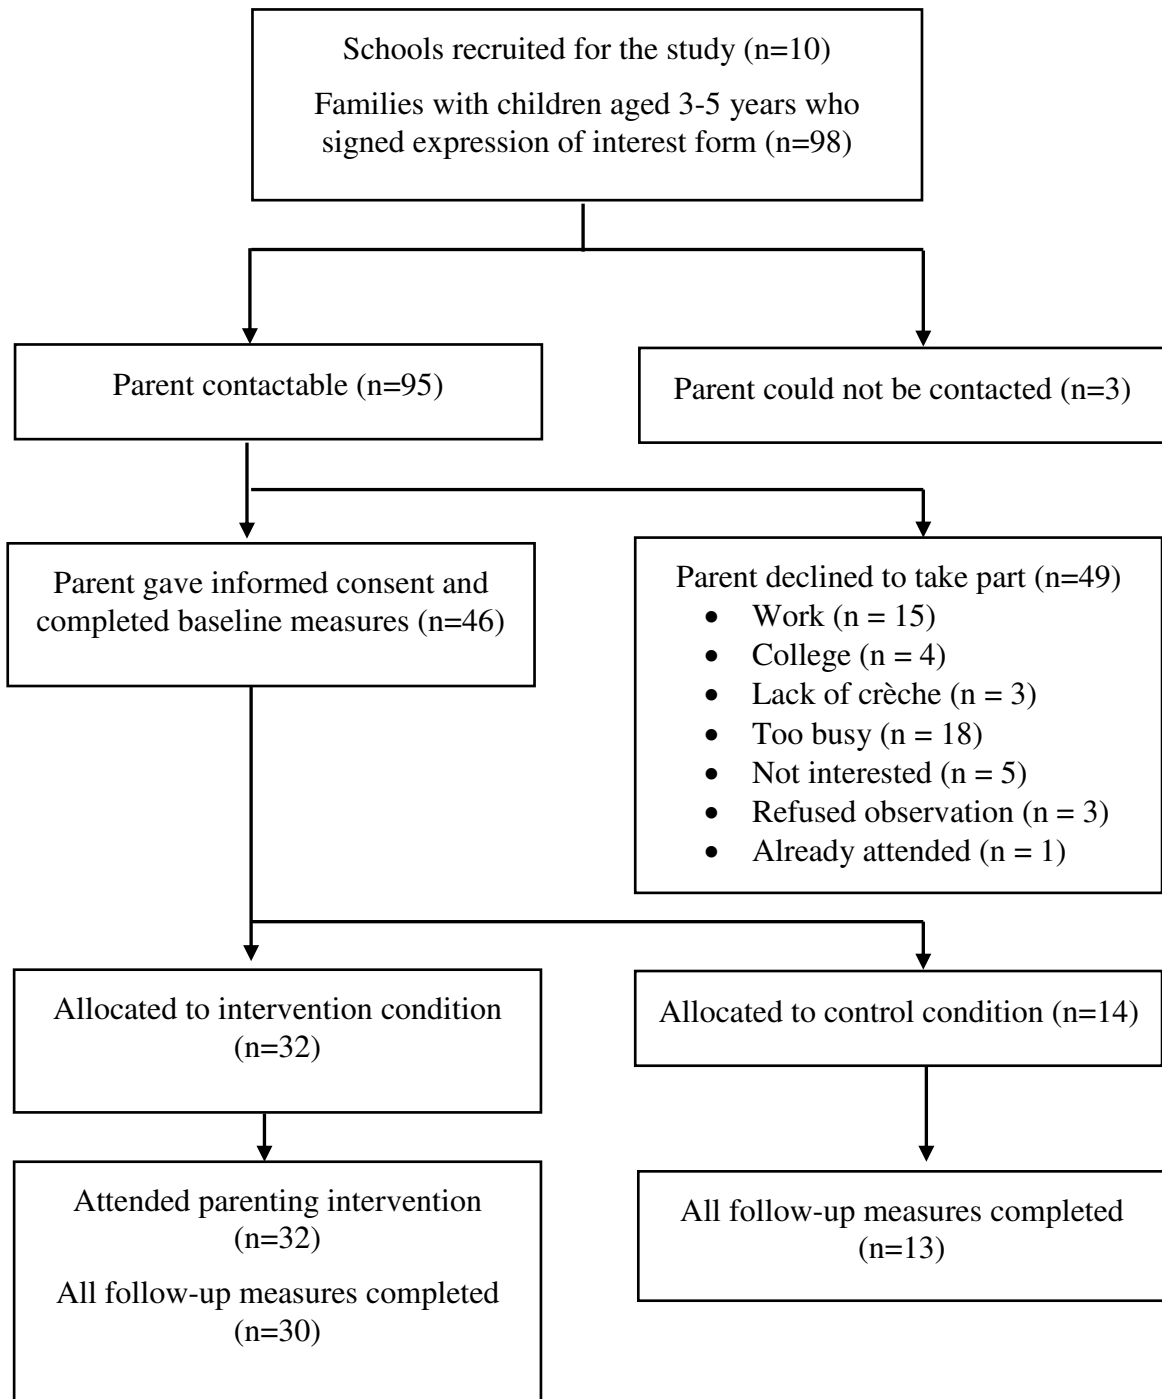 Schools recruited for the study (n=10)
Families with children aged 3-5 years who
signed expression of interest form (n=98)
Parent contactable (n=95)
Parent could not be contacted (n=3)
Parent gave informed consent and
completed baseline measures (n=46)
Parent declined to take part (n=49)
• Work (n = 15)
• College (n = 4)
• Lack of crèche (n = 3)
• Too busy (n = 18)
• Not interested (n = 5)
• Refused observation (n = 3)
• Already attended (n = 1)
Allocated to intervention condition
(n=32)
Allocated to control condition (n=14)
Attended parenting intervention
(n=32)
All follow-up measures completed
(n=30)
All follow-up measures completed
(n=13)